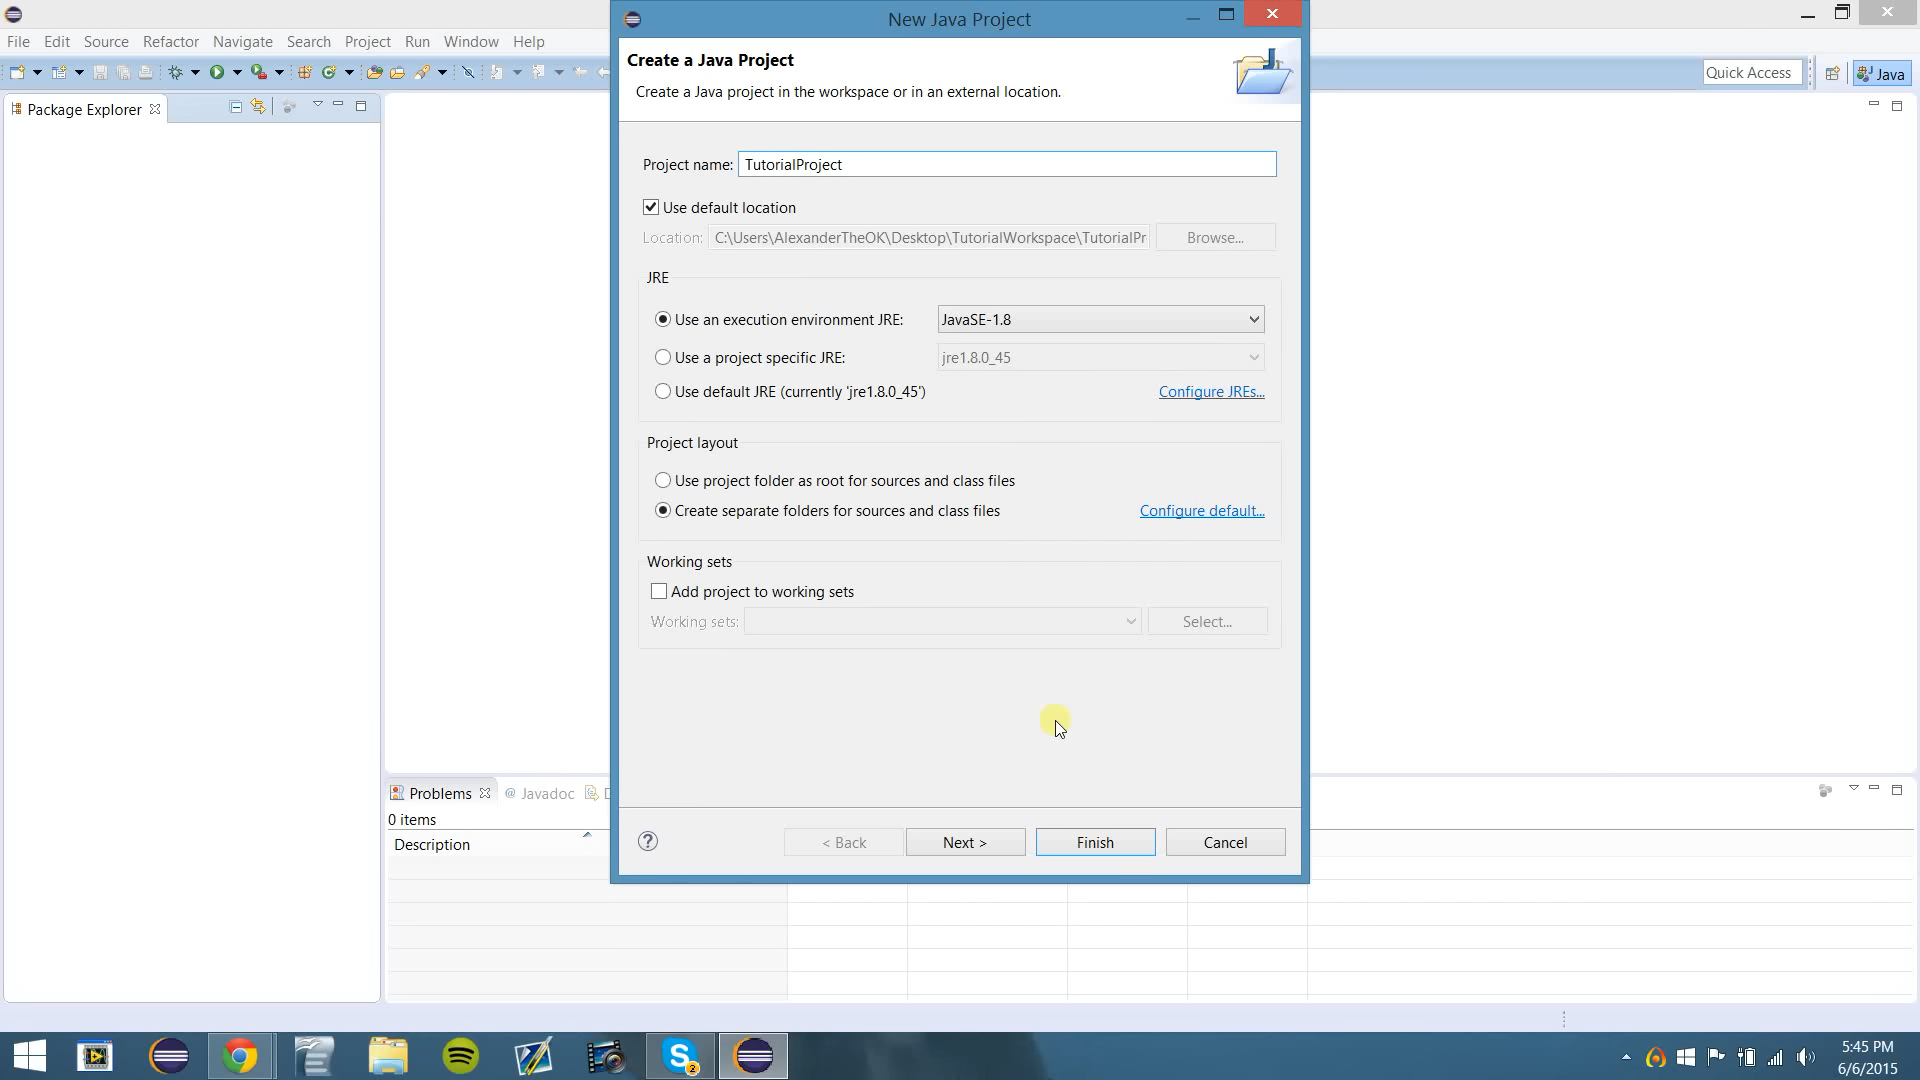 New Java Project
File Edit Source Refactor Navigate Search Project Run Window Help
Quick Access
Java
Package Explorer
Create a Java Project
Create a Java project in the workspace or in an external location.
Project name: TutorialProject
Use default location
Location: C:\Users\AlexanderTheOK\Desktop\TutorialWorkspace\TutorialPr Browse...
JRE
Use an execution environment JRE: JavaSE-1.8
Use a project specific JRE: jre1.8.0_45
Use default JRE (currently 'jre1.8.0_45') Configure JREs...
Project layout
Use project folder as root for sources and class files
Create separate folders for sources and class files Configure default...
Working sets
Add project to working sets
Working sets: Select...
Problems @ Javadoc D
0 items
Description
< Back Next > Finish Cancel
2
5:45 PM
6/6/2015